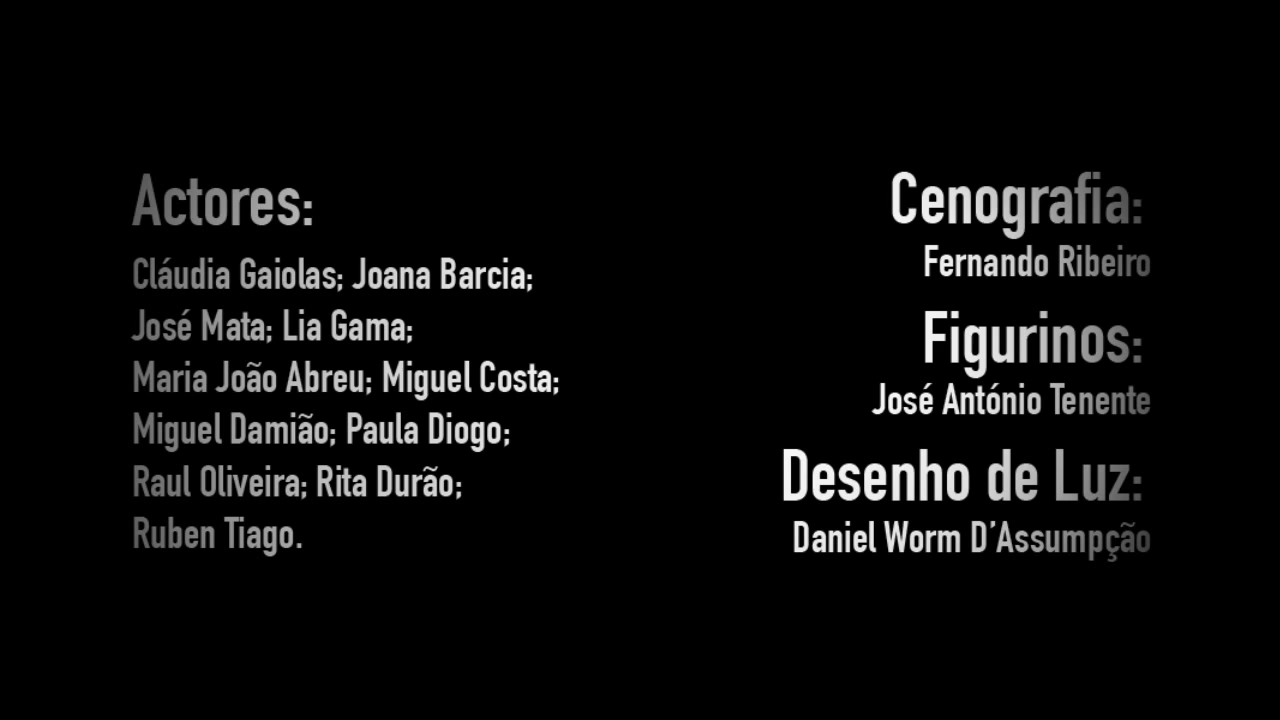 Actores:
Cláudia Gaiolas; Joana Barcia;
José Mata; Lia Gama;
Maria João Abreu; Miguel Costa;
Miguel Damião; Paula Diogo;
Raul Oliveira; Rita Durão;
Ruben Tiago.
Cenografia:
Fernando Ribeiro
Figurinos:
José António Tenente
Desenho de Luz:
Daniel Worm D’Assumpção